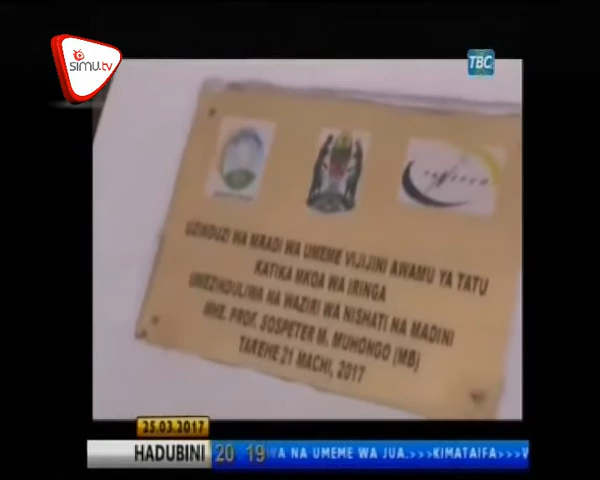 SIMU.tv
TBC
UZINDUZI WA MRADI WA UMEME VIJIJINI AWAMU YA TATU
KATIKA MKOA WA IRINGA
UMEZINDULIWA NA WAZIRI WA NISHATI NA MADINI
MHE. PROF. SOSPETER M. MUHONGO (MB)
TAREHE 21 MACHI, 2017
25.03.2017
HADUBINI 20 19 YA NA UMEME WA JUA.>>>KIMATAIFA>>>V